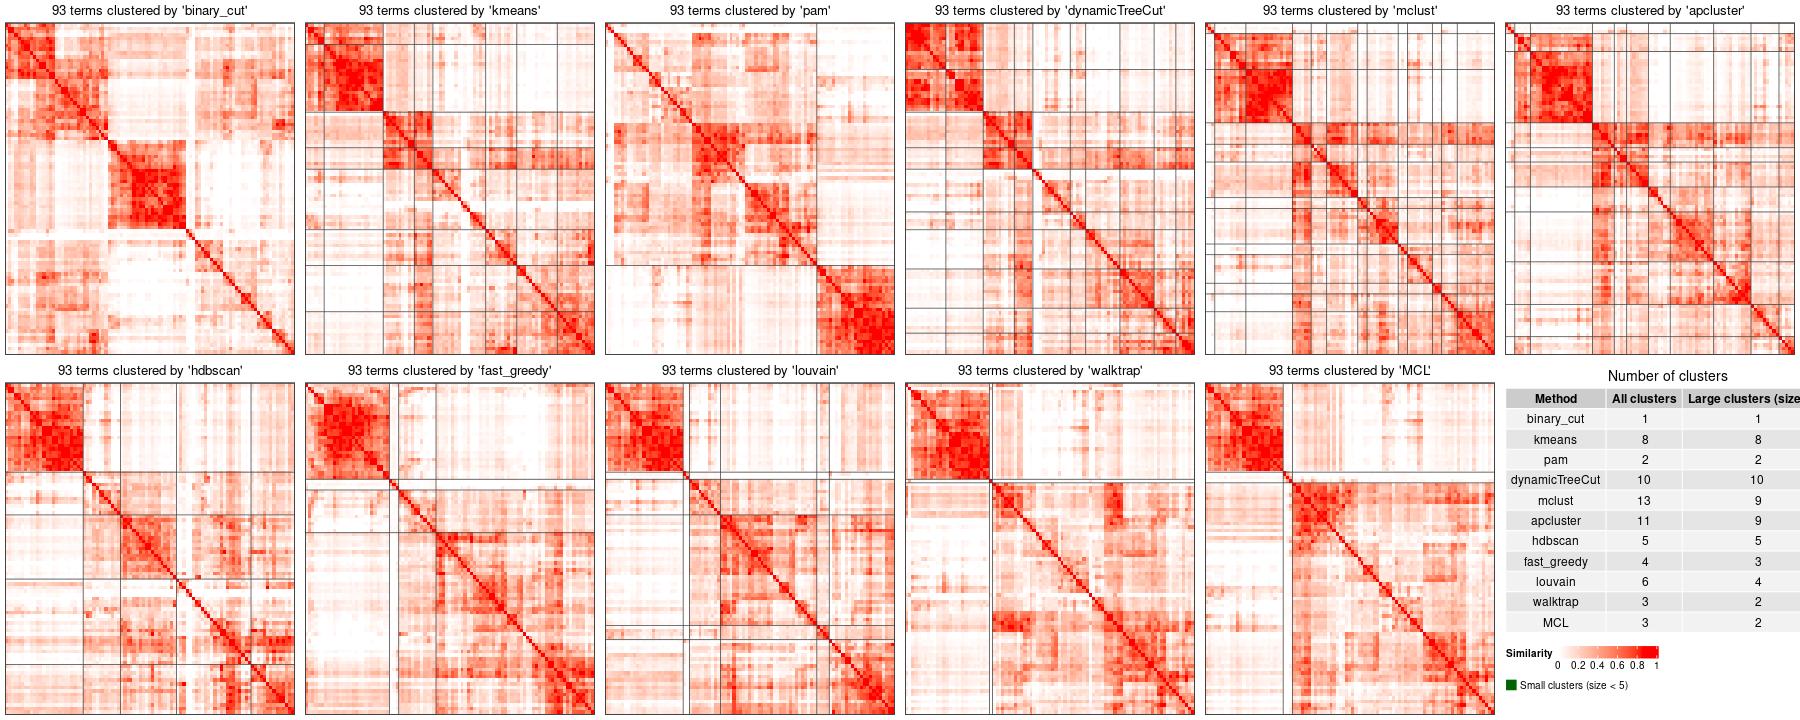 93 terms clustered by 'binary_cut'
93 terms clustered by 'kmeans'
93 terms clustered by 'pam'
93 terms clustered by 'dynamicTreeCut'
93 terms clustered by 'mclust'
93 terms clustered by 'apcluster'
93 terms clustered by 'hdbscan'
93 terms clustered by 'fast_greedy'
93 terms clustered by 'louvain'
93 terms clustered by 'walktrap'
93 terms clustered by 'MCL'
Number of clusters
Method All clusters Large clusters (size
binary_cut 1 1
kmeans 8 8
pam 2 2
dynamicTreeCut 10 10
mclust 13 9
apcluster 11 9
hdbscan 5 5
fast_greedy 4 3
louvain 6 4
walktrap 3 2
MCL 3 2
Similarity
0 0.2 0.4 0.6 0.8 1
Small clusters (size < 5)